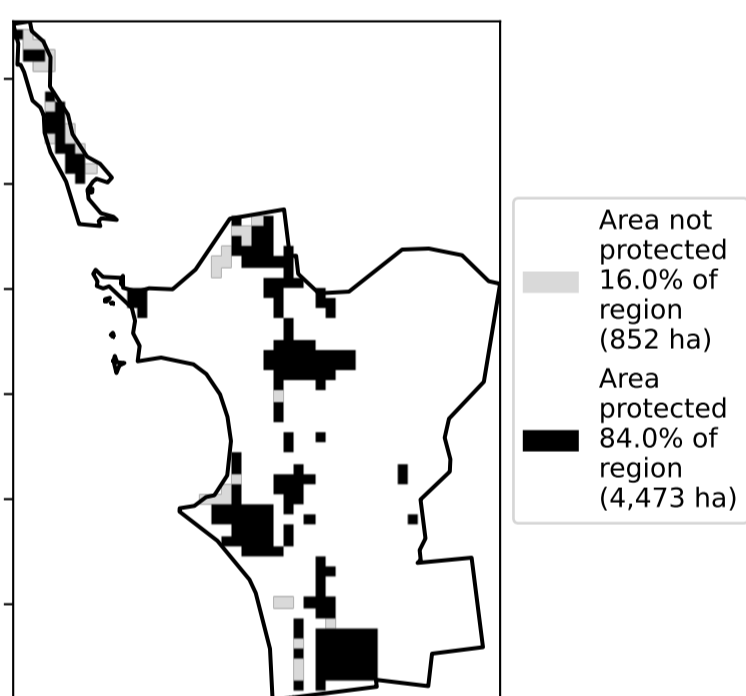 Area not
protected
16.0% of
region
(852 ha)
Area
protected
84.0% of
region
(4,473 ha)